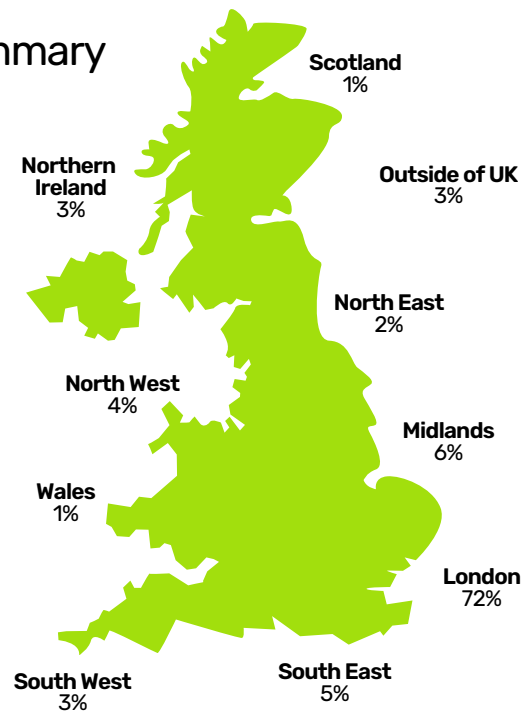 Scotland
1%
Northern
Ireland
3%
Outside of UK
3%
North East
2%
North West
4%
Midlands
6%
Wales
1%
London
72%
South East
5%
South West
3%